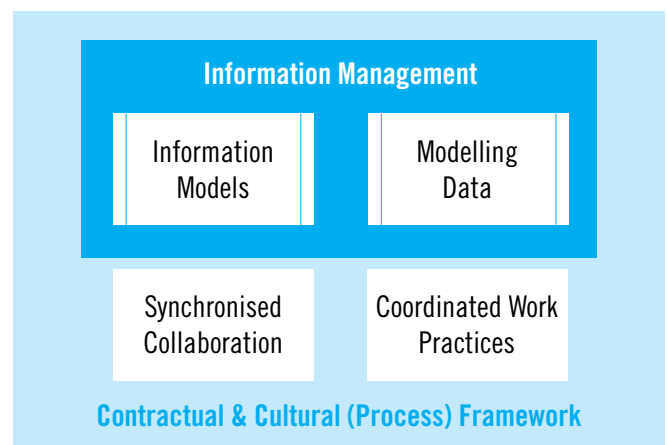 Information Management
Information
Models
Modelling
Data
Synchronised
Collaboration
Coordinated Work
Practices
Contractual & Cultural (Process) Framework